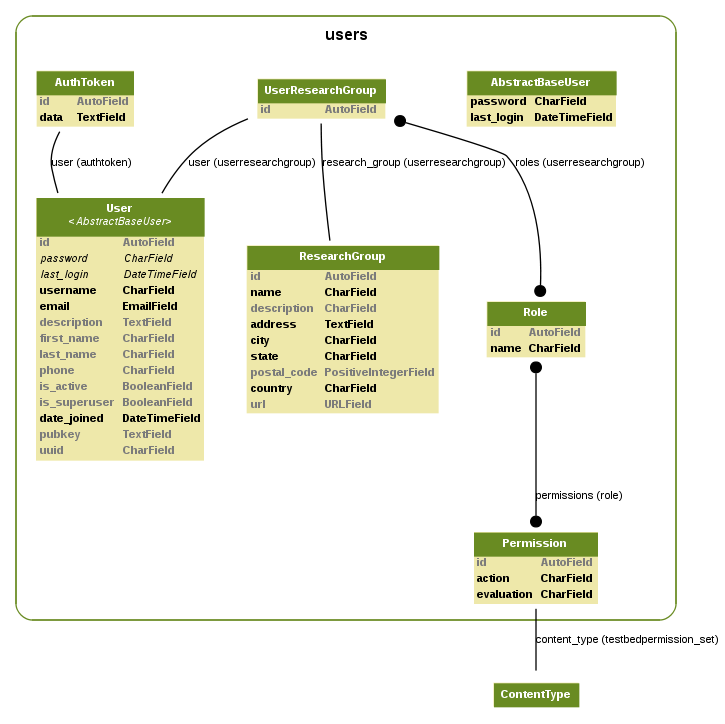 users
AuthToken
id AutoField
data TextField
UserResearchGroup
id AutoField
AbstractBaseUser
password CharField
last_login DateTimeField
user (authtoken)
user (userresearchgroup)
research_group (userresearchgroup)
roles (userresearchgroup)
User
<AbstractBaseUser>
id AutoField
password CharField
last_login DateTimeField
username CharField
email EmailField
description TextField
first_name CharField
last_name CharField
phone CharField
is_active BooleanField
is_superuser BooleanField
date_joined DateTimeField
pubkey TextField
uuid CharField
ResearchGroup
id AutoField
name CharField
description CharField
address TextField
city CharField
state CharField
postal_code PositiveIntegerField
country CharField
url URLField
Role
id AutoField
name CharField
permissions (role)
Permission
id AutoField
action CharField
evaluation CharField
content_type (testbedpermission_set)
ContentType